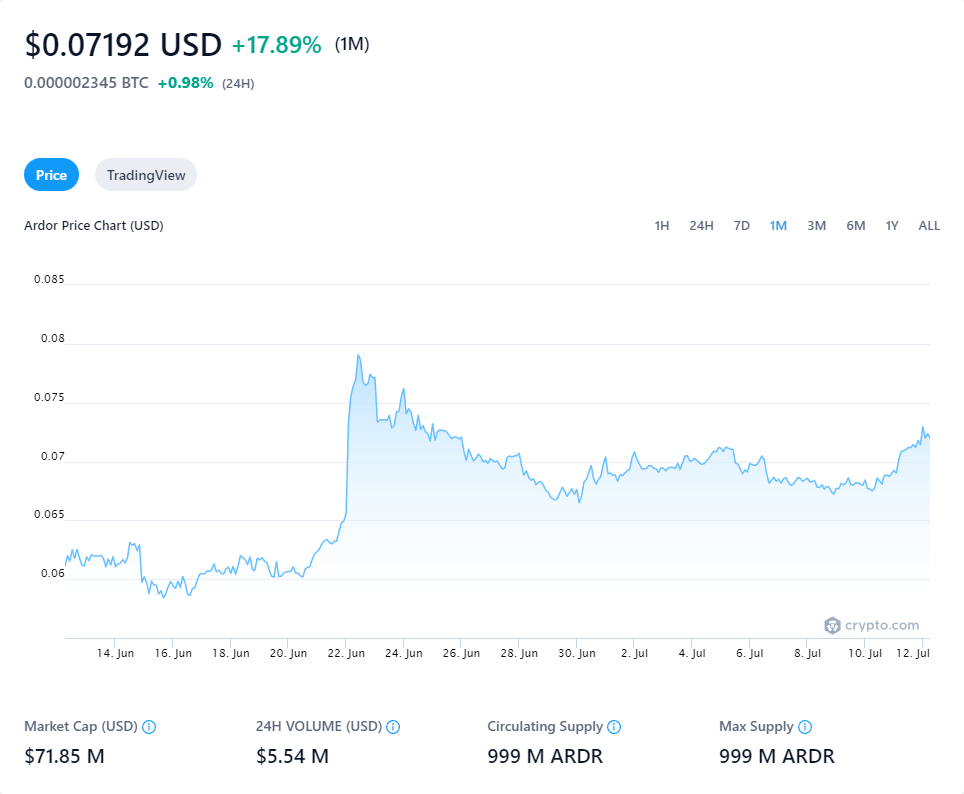 $0.07192 USD +17.89% (1M)
0.000002345 BTC +0.98% (24H)
Price TradingView
Ardor Price Chart (USD) 1H 24H 7D 1M 3M 6M 1Y ALL
0.085
0.08
0.075
0.07
0.065
0.06
crypto.com
14. Jun 16. Jun 18. Jun 20. Jun 22. Jun 24. Jun 26. Jun 28. Jun 30. Jun 2. Jul 4. Jul 6. Jul 8. Jul 10. Jul 12. Jul
Market Cap (USD) 24H VOLUME (USD) Circulating Supply Max Supply
$71.85 M $5.54 M 999 M ARDR 999 M ARDR